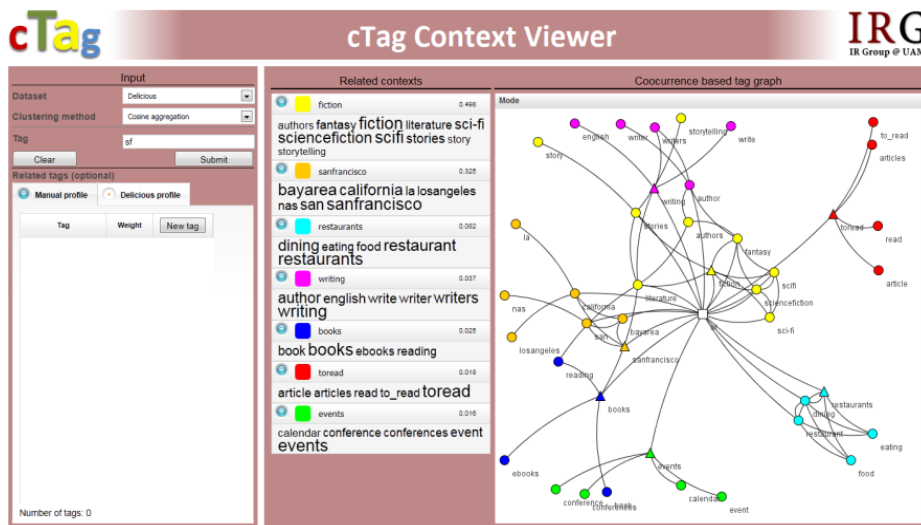 cTag
cTag Context Viewer
IRG
IR Group @ UAM
Input
Dataset
Delicious
Clustering method
Cosine aggregation
Tag
sf
Clear
Submit
Related tags (optional)
Manual profile
Delicious profile
Tag
Weight
New tag
Number of tags: 0
Related contexts
fiction
0.496
authors fantasy fiction literature sci-fi
sciencefiction scifi stories story
storytelling
sanfrancisco
0.325
bayarea california la losangeles
nas san sanfrancisco
restaurants
0.082
dining eating food restaurant
restaurants
writing
0.037
author english write writer writers
writing
books
0.025
book books ebooks reading
toread
0.018
article articles read to_read toread
events
0.016
calendar conference conferences event
events
Coocurrence based tag graph
Mode
story
english
writer
writers
storytelling
write
to_read
articles
writing
author
stories
authors
fantasy
toread
read
la
article
fiction
scifi
sciencefiction
literature
california
nas
sf
sci-fi
san
bayarea
losangeles
sanfrancisco
reading
restaurants
dining
books
restaurant
eating
food
ebooks
events
conference
book
conferences
calendar
event